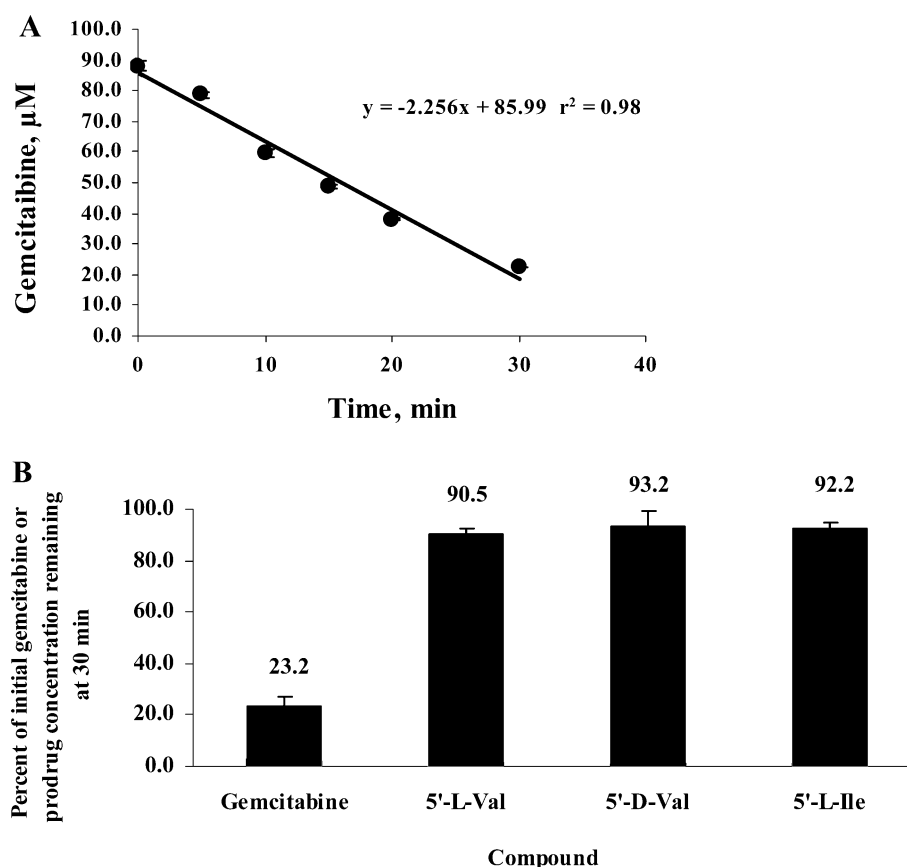 A
100.0
90.0
80.0
70.0
60.0
50.0
40.0
30.0
20.0
10.0
0.0
Gemcitaibine, µM
y = -2.256x + 85.99 r² = 0.98
0 10 20 30 40
Time, min
B
Percent of initial gemcitabine or
prodrug concentration remaining
at 30 min
100.0
80.0
60.0
40.0
20.0
0.0
23.2
90.5
93.2
92.2
Gemcitabine 5'-L-Val 5'-D-Val 5'-L-Ile
Compound